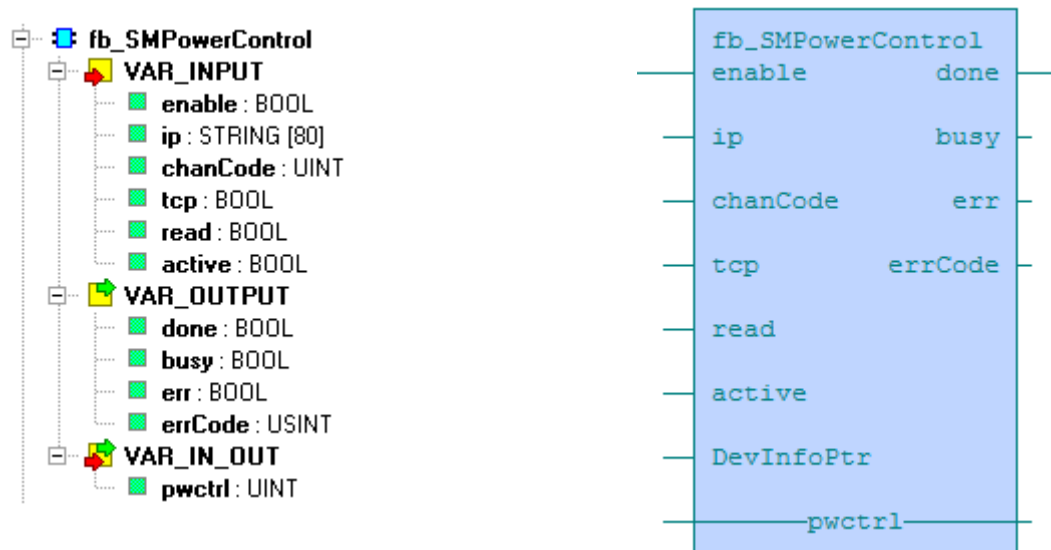 fb_SMPowerControl
VAR_INPUT
enable : BOOL
ip : STRING [80]
chanCode : UINT
tcp : BOOL
read : BOOL
active : BOOL
VAR_OUTPUT
done : BOOL
busy : BOOL
err : BOOL
errCode : USINT
VAR_IN_OUT
pwctrl : UINT
fb_SMPowerControl
enable done
ip busy
chanCode err
tcp errCode
read
active
DevInfoPtr
pwctrl